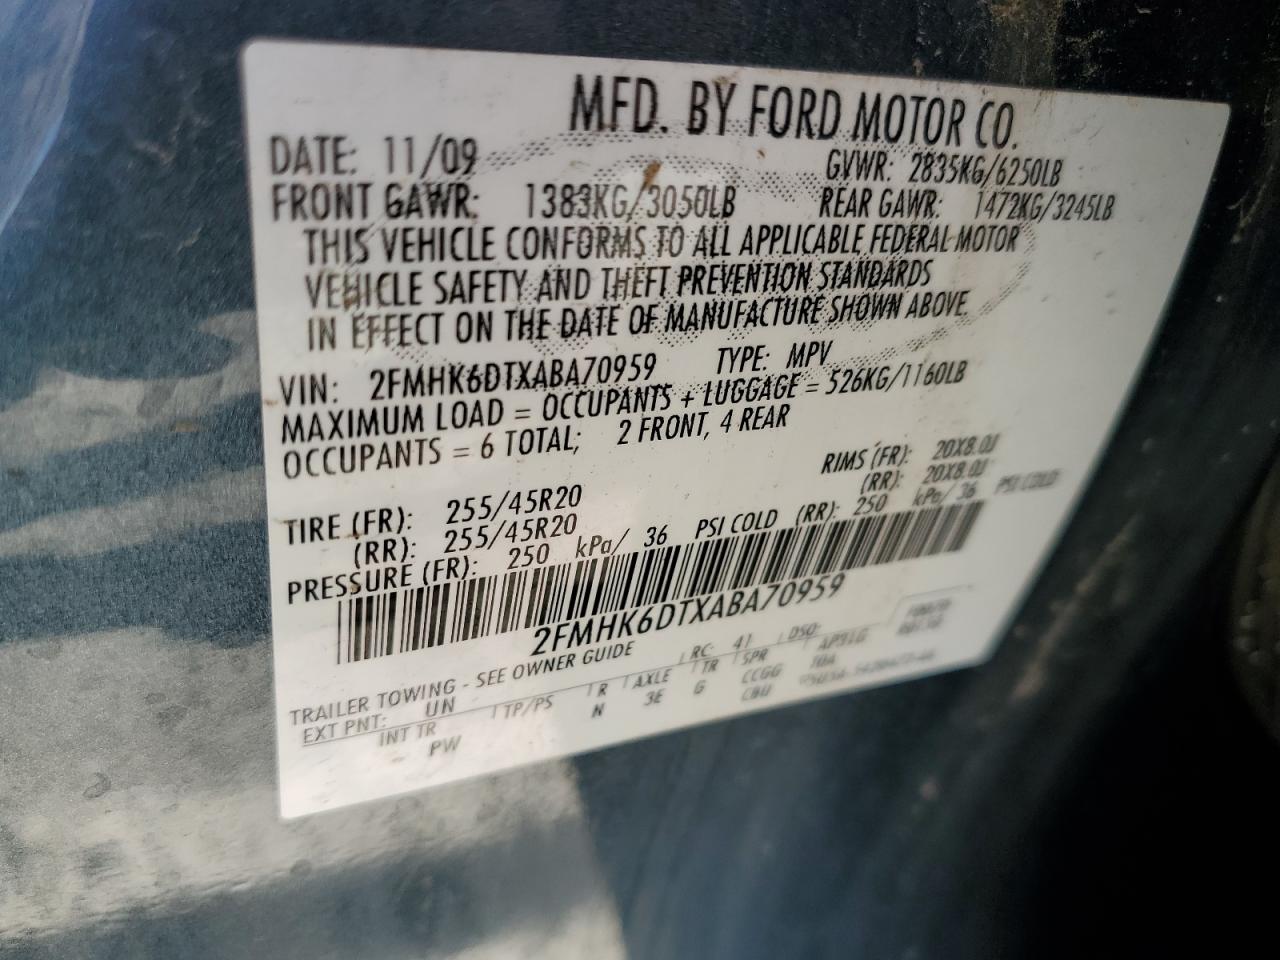 MFD. BY FORD MOTOR CO.
DATE: 11/09 GVWR: 2835KG/6250LB
FRONT GAWR: 1383KG/3050LB REAR GAWR: 1472KG/3245LB
THIS VEHICLE CONFORMS TO ALL APPLICABLE FEDERAL MOTOR
VEHICLE SAFETY AND THEFT PREVENTION STANDARDS
IN EFFECT ON THE DATE OF MANUFACTURE SHOWN ABOVE.
VIN: 2FMHK6DTXABA70959 TYPE: MPV
MAXIMUM LOAD = OCCUPANTS + LUGGAGE = 526KG/1160LB
OCCUPANTS = 6 TOTAL; 2 FRONT, 4 REAR
TIRE (FR): 255/45R20 RIMS (FR): 20X8.0J
(RR): 255/45R20 (RR): 20X8.0J
PRESSURE (FR): 250 kPa/ 36 PSI COLD (RR): 250 kPa/ 36 PSI COLD
2FMHK6DTXABA70959
TRAILER TOWING - SEE OWNER GUIDE RC: 41 DSO:
EXT PNT: UN TP/PS R AXLE TR SPR
INT TR N 3E G CCGG
PW CBU